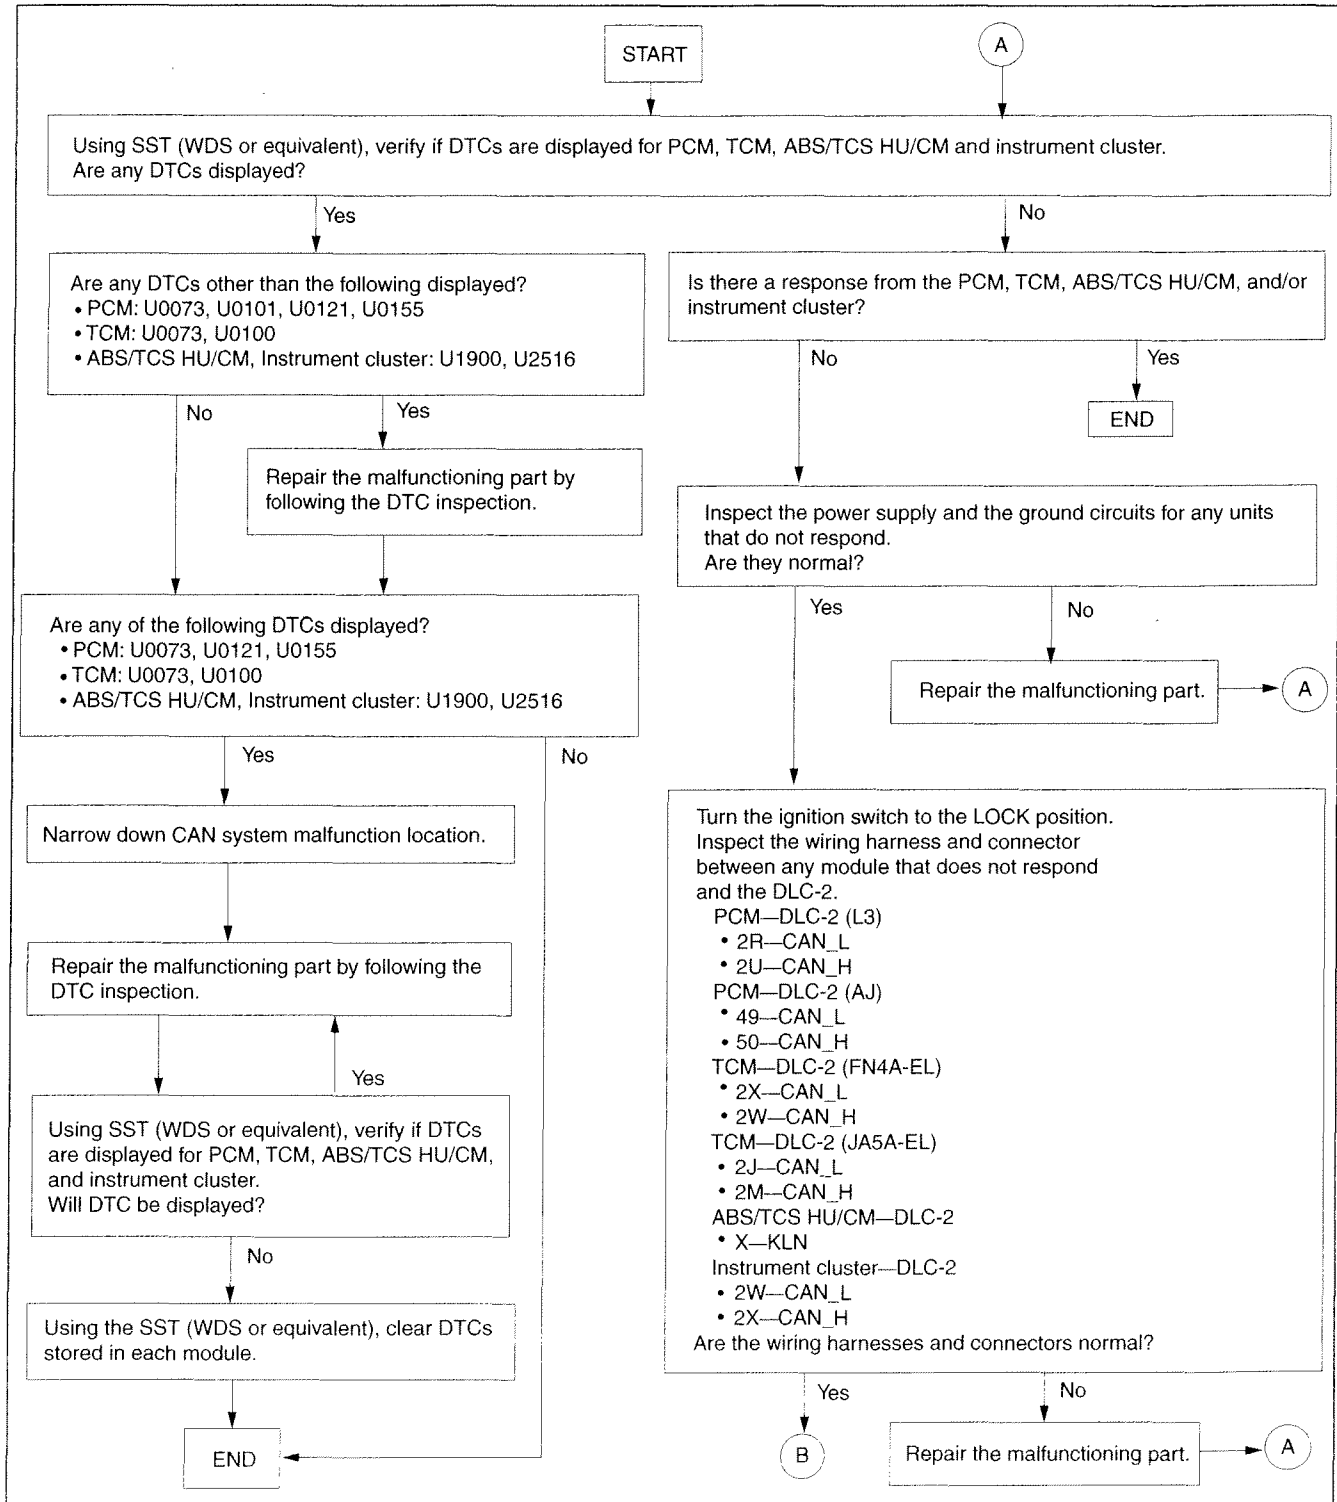 START
A
Using SST (WDS or equivalent), verify if DTCs are displayed for PCM, TCM, ABS/TCS HU/CM and instrument cluster.
Are any DTCs displayed?
Yes
No
Are any DTCs other than the following displayed?
• PCM: U0073, U0101, U0121, U0155
• TCM: U0073, U0100
• ABS/TCS HU/CM, Instrument cluster: U1900, U2516
Is there a response from the PCM, TCM, ABS/TCS HU/CM, and/or
instrument cluster?
No
Yes
No
Yes
END
Repair the malfunctioning part by
following the DTC inspection.
Inspect the power supply and the ground circuits for any units
that do not respond.
Are they normal?
Yes
No
Are any of the following DTCs displayed?
• PCM: U0073, U0121, U0155
• TCM: U0073, U0100
• ABS/TCS HU/CM, Instrument cluster: U1900, U2516
Repair the malfunctioning part.
A
Yes
No
Narrow down CAN system malfunction location.
Repair the malfunctioning part by following the
DTC inspection.
Yes
Using SST (WDS or equivalent), verify if DTCs
are displayed for PCM, TCM, ABS/TCS HU/CM,
and instrument cluster.
Will DTC be displayed?
No
Using the SST (WDS or equivalent), clear DTCs
stored in each module.
END
Turn the ignition switch to the LOCK position.
Inspect the wiring harness and connector
between any module that does not respond
and the DLC-2.
PCM—DLC-2 (L3)
• 2R—CAN_L
• 2U—CAN_H
PCM—DLC-2 (AJ)
• 49—CAN_L
• 50—CAN_H
TCM—DLC-2 (FN4A-EL)
• 2X—CAN_L
• 2W—CAN_H
TCM—DLC-2 (JA5A-EL)
• 2J—CAN_L
• 2M—CAN_H
ABS/TCS HU/CM—DLC-2
• X—KLN
Instrument cluster—DLC-2
• 2W—CAN_L
• 2X—CAN_H
Are the wiring harnesses and connectors normal?
Yes
No
B
Repair the malfunctioning part.
A